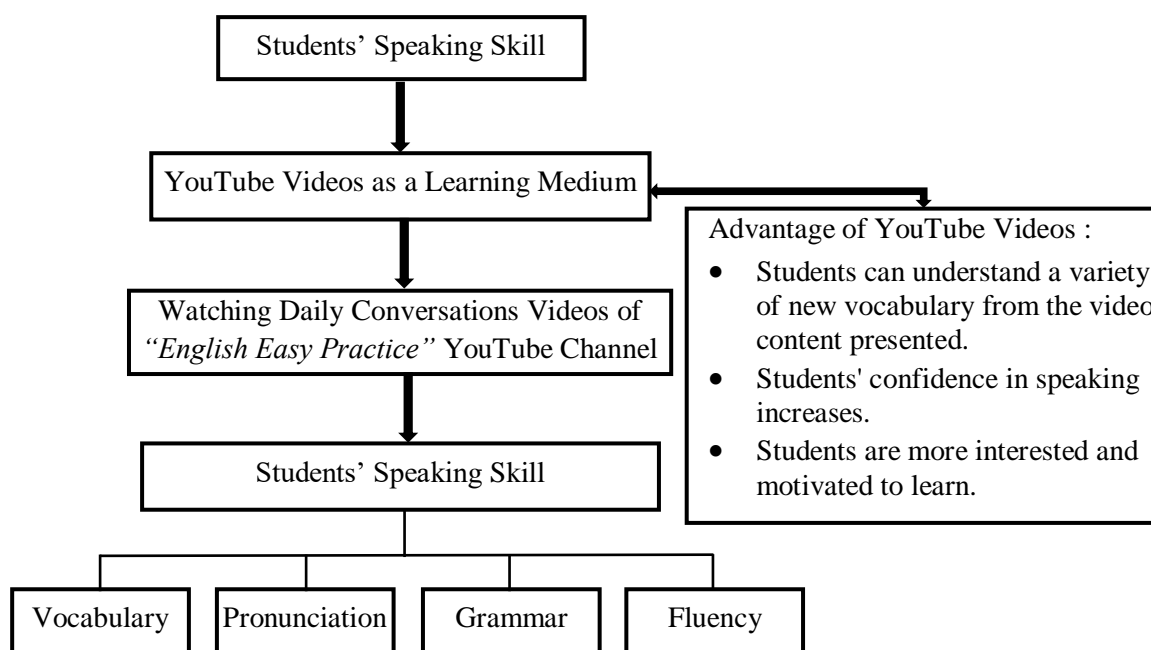 Students’ Speaking Skill
YouTube Videos as a Learning Medium
Advantage of YouTube Videos :
• Students can understand a variety
of new vocabulary from the video
content presented.
• Students' confidence in speaking
increases.
• Students are more interested and
motivated to learn.
Watching Daily Conversations Videos of
“English Easy Practice” YouTube Channel
Students’ Speaking Skill
Vocabulary
Pronunciation
Grammar
Fluency